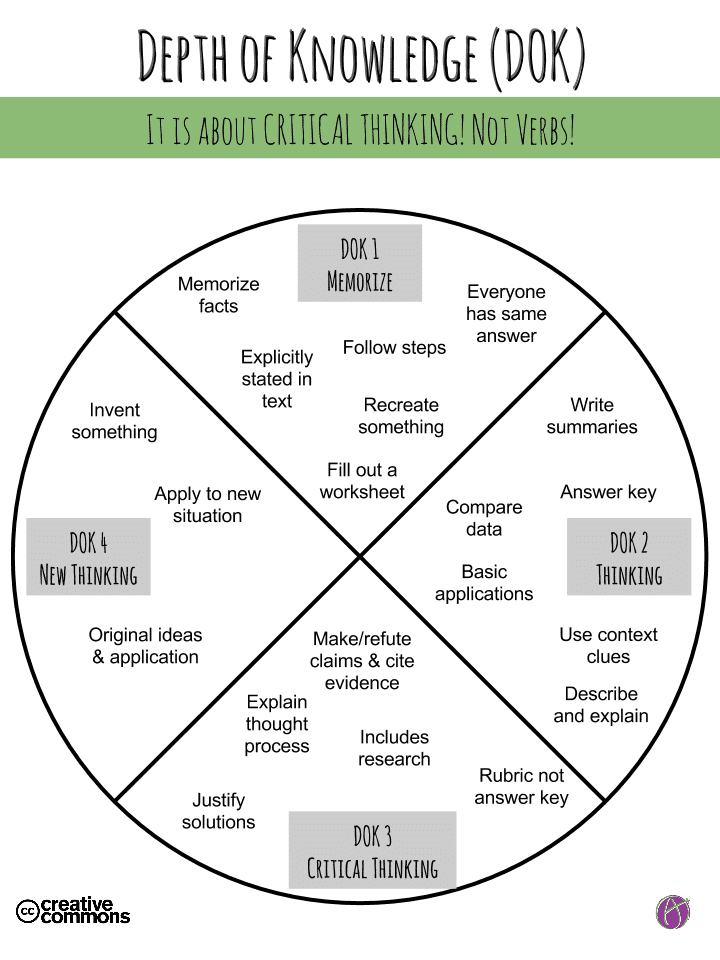 DEPTH OF KNOWLEDGE (DOK)
IT IS ABOUT CRITICAL THINKING! NOT VERBS!
DOK 1
MEMORIZE
Memorize
facts
Everyone
has same
answer
Explicitly
stated in
text
Follow steps
Recreate
something
Fill out a
worksheet
Write
summaries
Answer key
Compare
data
DOK 2
THINKING
Basic
applications
Use context
clues
Describe
and explain
Make/refute
claims & cite
evidence
Explain
thought
process
Includes
research
Rubric not
answer key
Justify
solutions
DOK 3
CRITICAL THINKING
Invent
something
Apply to new
situation
DOK 4
NEW THINKING
Original ideas
& application
cc creative
commons